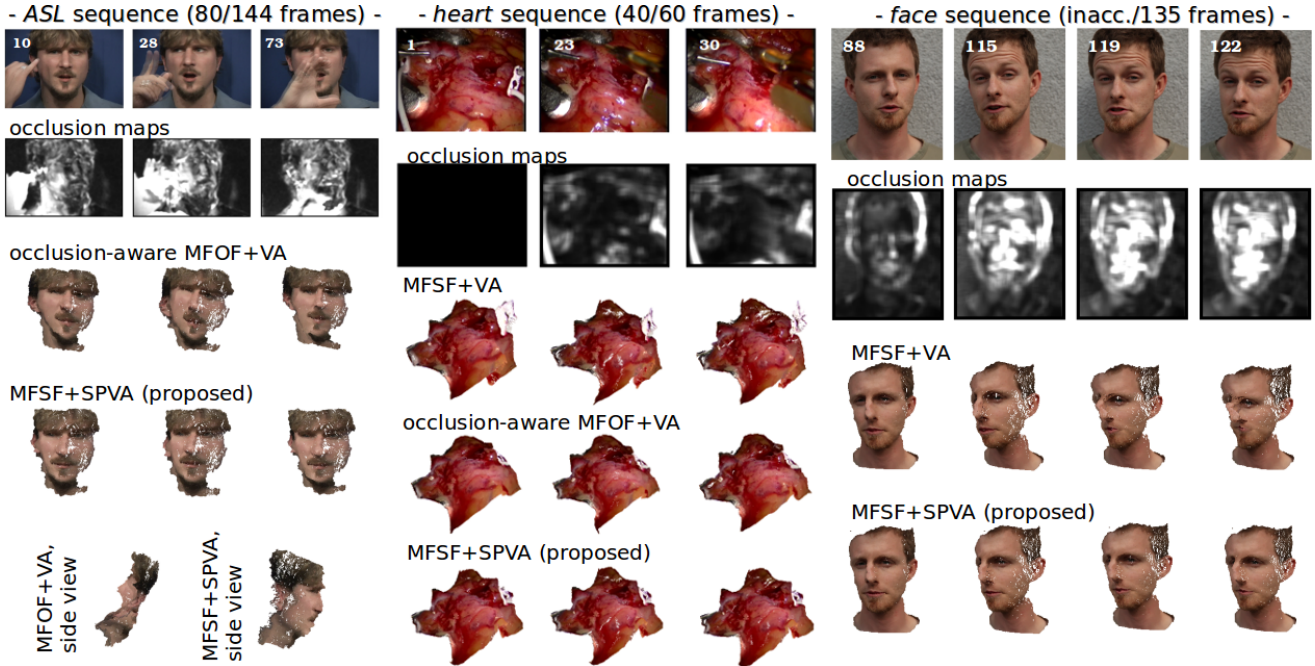 - ASL sequence (80/144 frames) -
10
28
73
occlusion maps
occlusion-aware MFOF+VA
MFSF+SPVA (proposed)
MFOF+VA,
side view
MFSF+SPVA,
side view
- heart sequence (40/60 frames) -
1
23
30
occlusion maps
MFSF+VA
occlusion-aware MFOF+VA
MFSF+SPVA (proposed)
- face sequence (inacc./135 frames) -
88
115
119
122
occlusion maps
MFSF+VA
MFSF+SPVA (proposed)